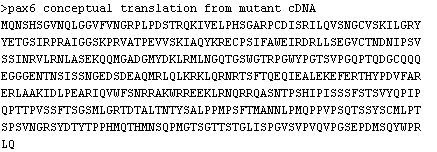 >pax6 conceptual translation from mutant cDNA
MQNSHSGVNQLGGVFVNGRPLPDSTRQKIVELPHSGARPCDISRILQVSNGCVSKILGRY
YETGSIRPRAIGGSKPRVATPEVVSKIAQYKRECPSIFAWEIRDRLLSEGVCTNDNIPSV
SSINRVLRNLASEKQQMGADGMYDKLRMLNGQTGSWGTRPGWYPGTSVPGQPTQDGCQQQ
EGGGENTNSISSNGEDSDEAQMRLQLKRKLQRNRTSFTQEQIEALEKEFERTHYPDVFAR
ERLAAKIDLPEARIQVWFSNRRAKWRREEKLRNQRRQASNTPSHIPISSSFSTSVYQPIP
QPTTPVSSFTSGSMLGRTDTALTNTYSALPPMPSFTMANNLPMQPPVPSQTSSYSCMLPT
SPSVNGRSYDTYTPPHMQTHMNSQPMGTSGTTSTGLISPGVSVPVQVPGSEPDMSQYWPR
LQ